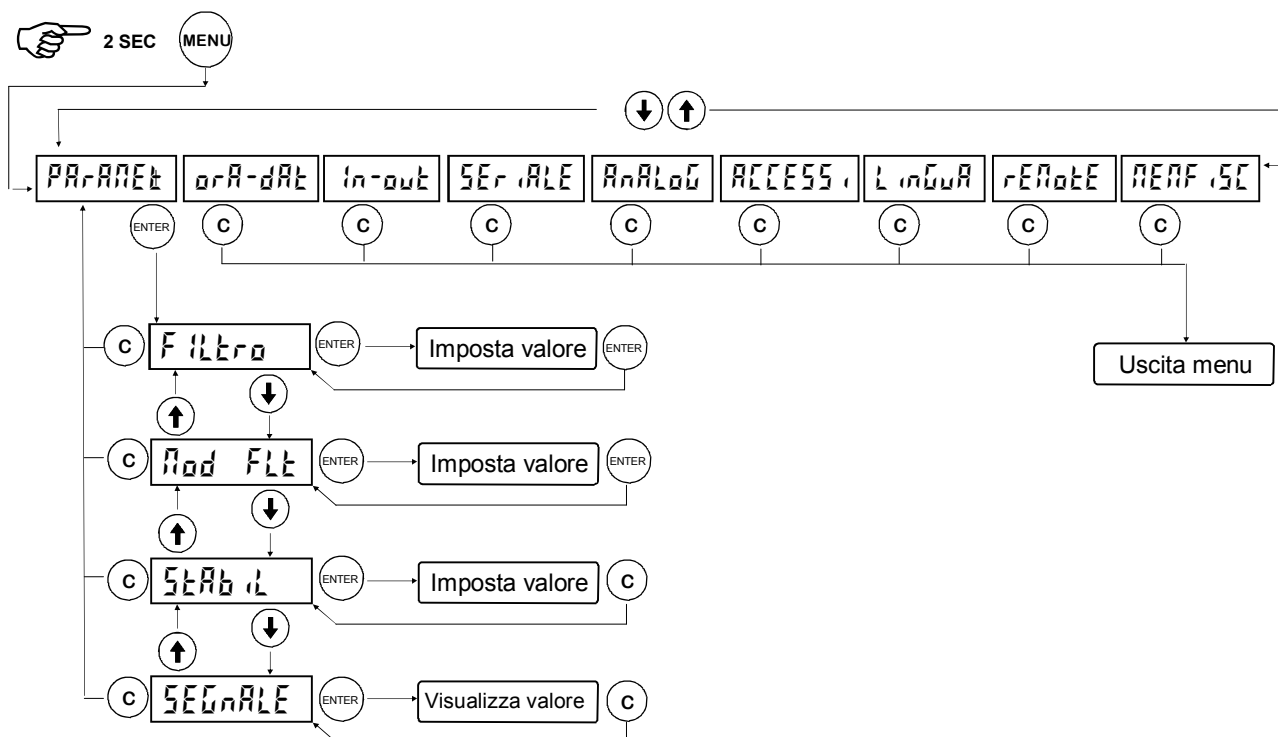 2 SEC MENU
PArAMEt orA-dAt In-out SEriALE AnALoG ACCESSi LinGuA rEMotE MEMFiSC
ENTER C C C C C C C C
C FILtro ENTER Imposta valore ENTER
Uscita menu
C Mod FLt ENTER Imposta valore ENTER
C StAbiL ENTER Imposta valore C
C SEGnALE ENTER Visualizza valore C